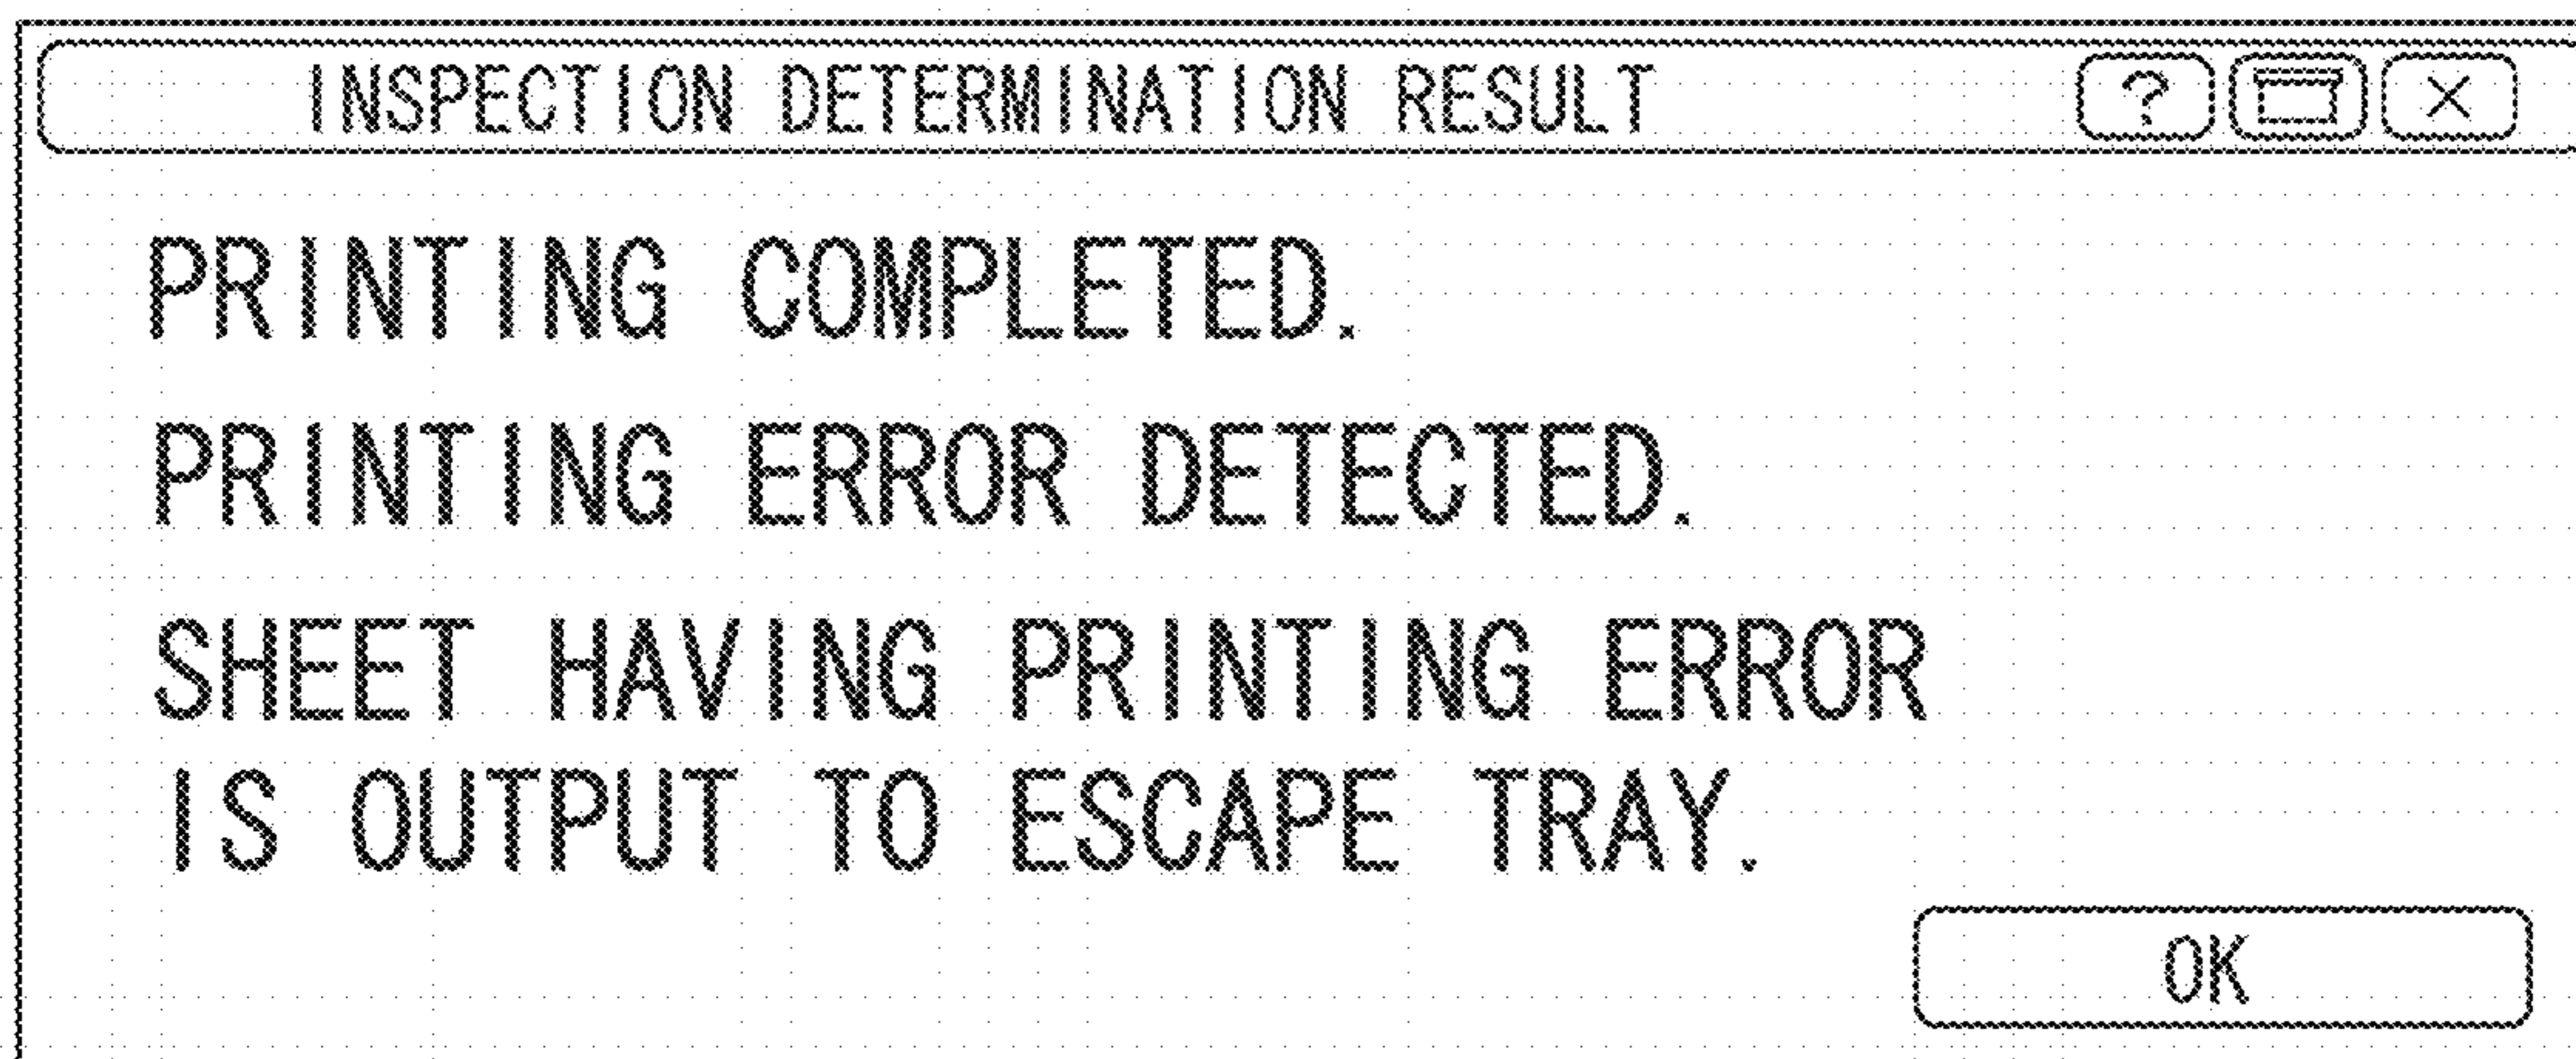 INSPECTION DETERMINATION RESULT ? ×
PRINTING COMPLETED.
PRINTING ERROR DETECTED.
SHEET HAVING PRINTING ERROR
IS OUTPUT TO ESCAPE TRAY.
OK